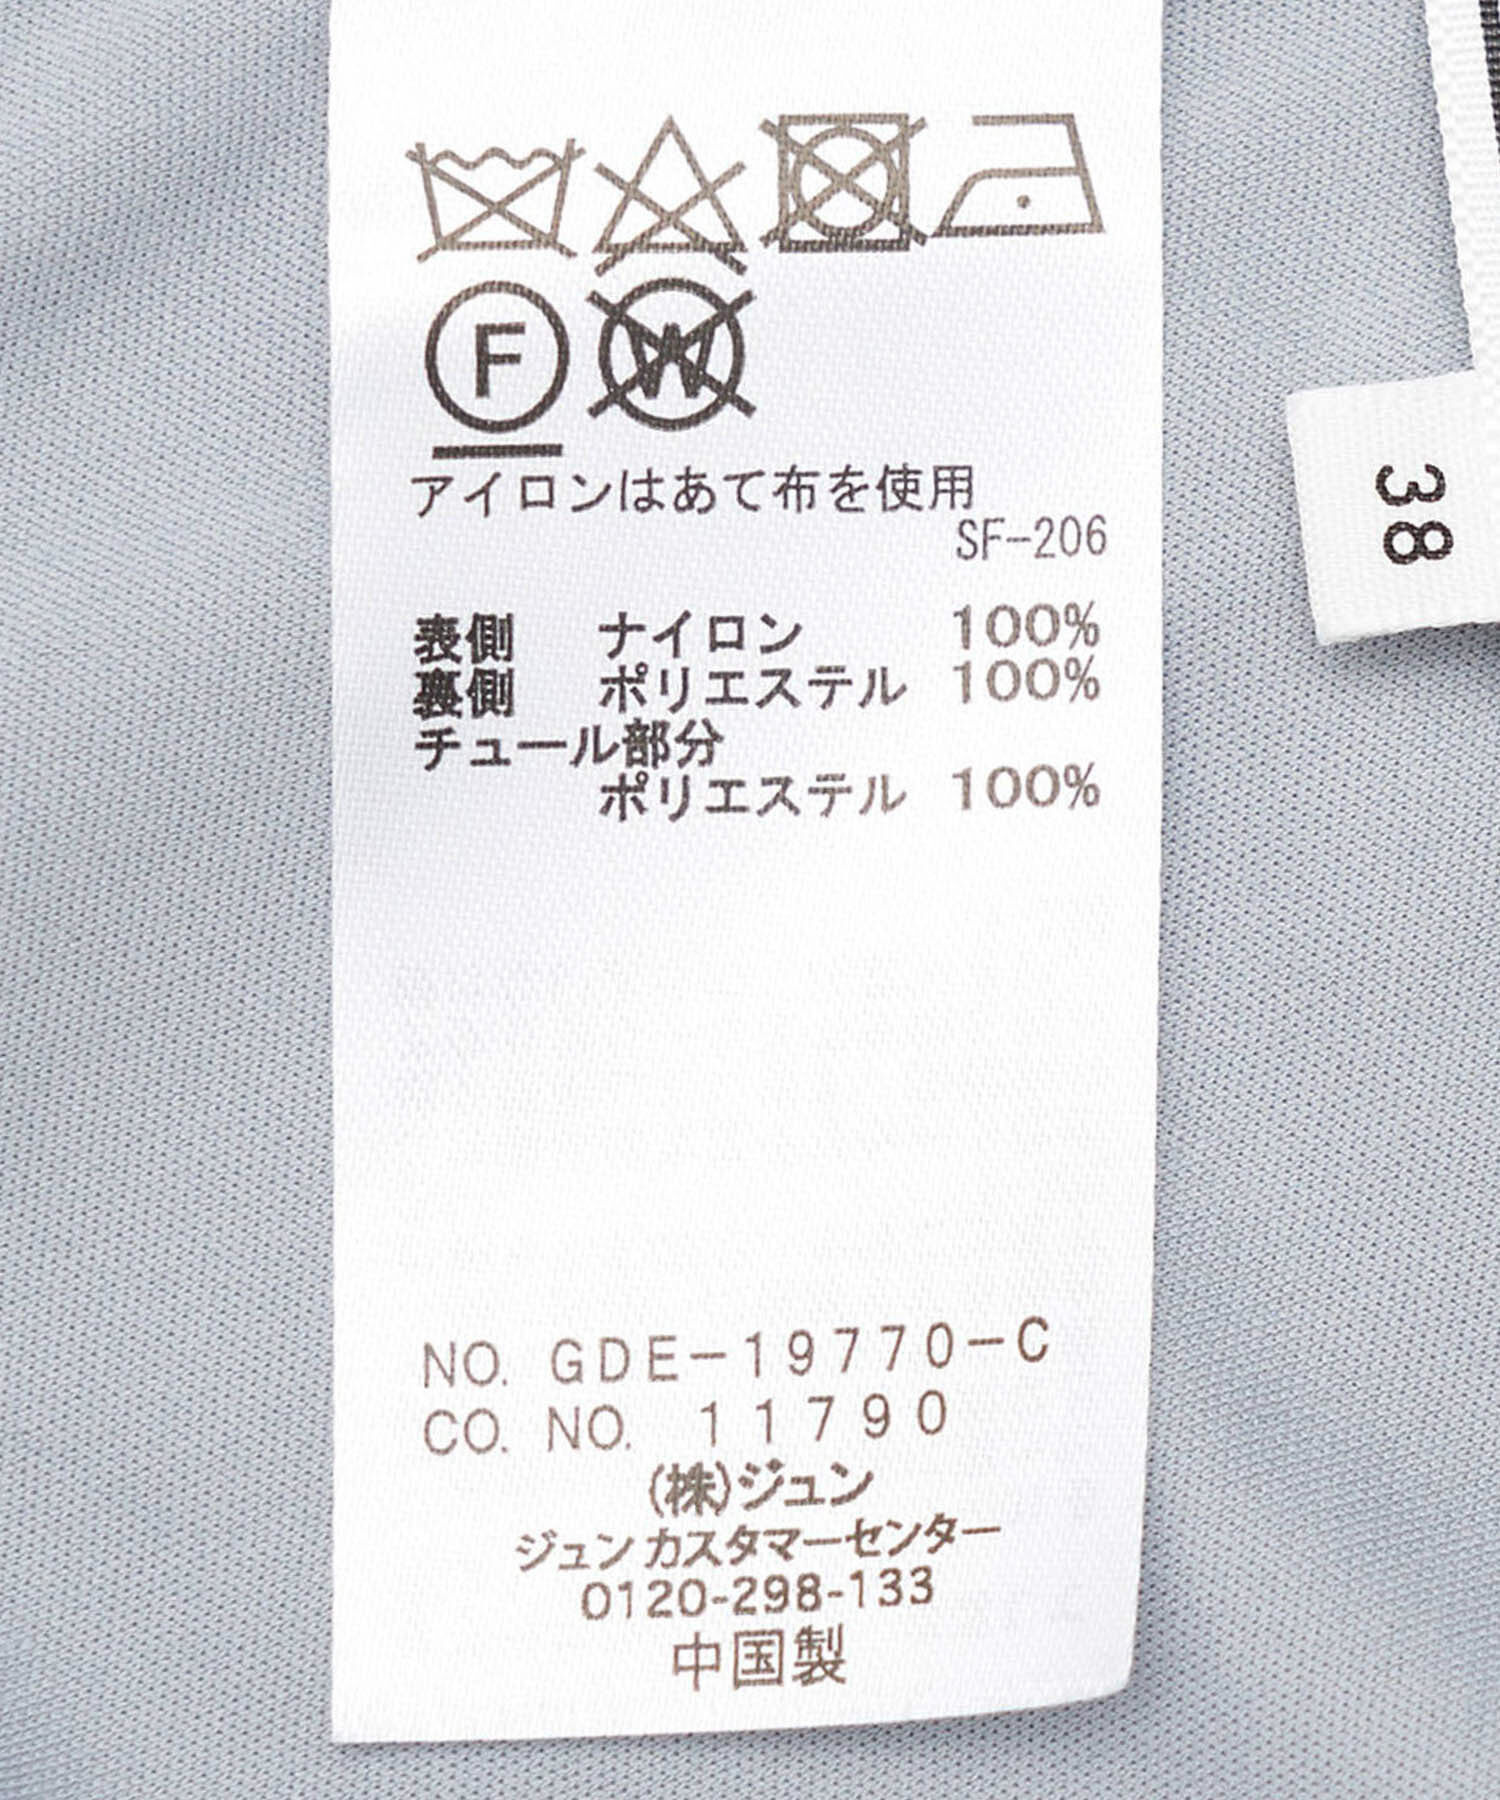 F W
アイロンはあて布を使用
SF-206
表側 ナイロン 100%
裏側 ポリエステル 100%
チュール部分
ポリエステル 100%
NO. GDE-19770-C
CO. NO. 11790
(株)ジュン
ジュンカスタマーセンター
0120-298-133
中国製
38